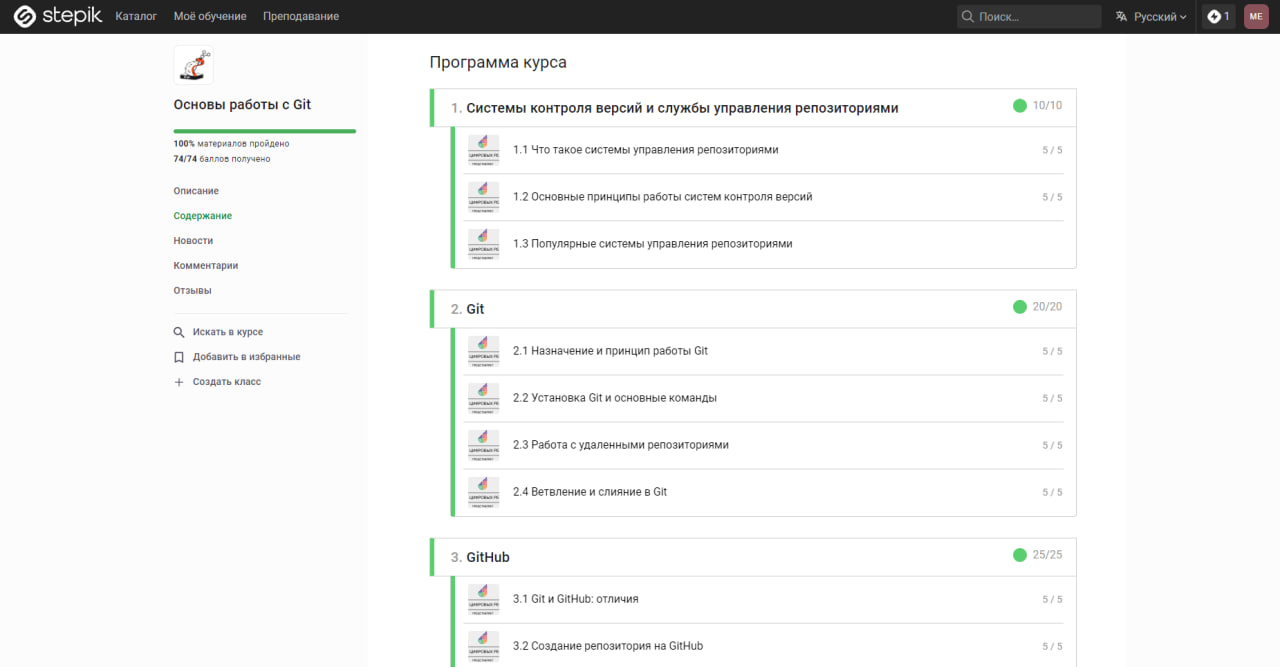 stepik Каталог Моё обучение Преподавание Поиск... Русский 1 ME
Основы работы с Git
100% материалов пройдено
74/74 баллов получено
Описание
Содержание
Новости
Комментарии
Отзывы
Искать в курсе
Добавить в избранные
Создать класс
Программа курса
1. Системы контроля версий и службы управления репозиториями 10/10
1.1 Что такое системы управления репозиториями 5 / 5
1.2 Основные принципы работы систем контроля версий 5 / 5
1.3 Популярные системы управления репозиториями
2. Git 20/20
2.1 Назначение и принцип работы Git 5 / 5
2.2 Установка Git и основные команды 5 / 5
2.3 Работа с удаленными репозиториями 5 / 5
2.4 Ветвление и слияние в Git 5 / 5
3. GitHub 25/25
3.1 Git и GitHub: отличия 5 / 5
3.2 Создание репозитория на GitHub 5 / 5